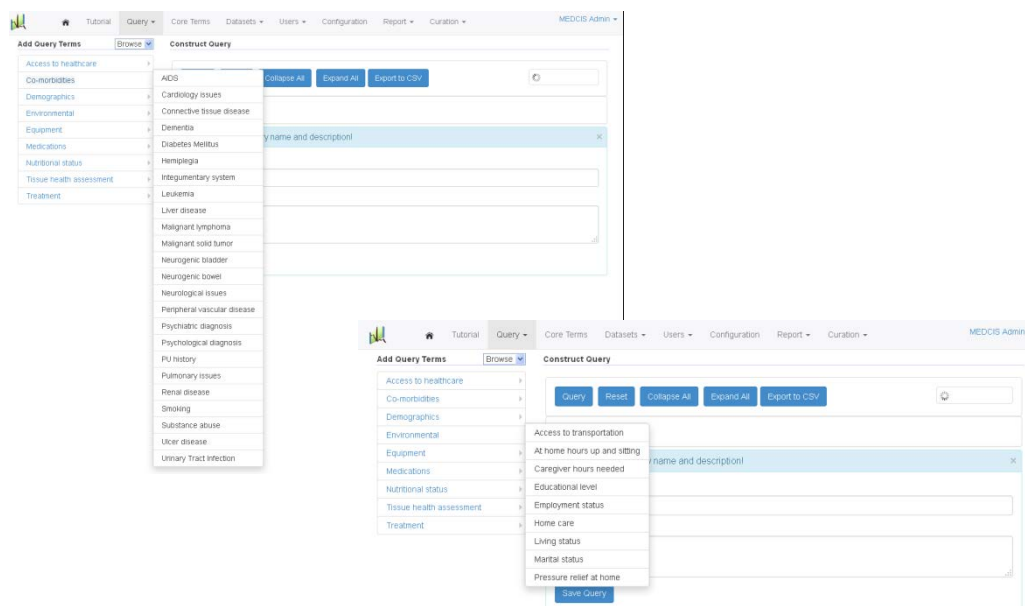 Tutorial Query Core Terms Datasets Users Configuration Report Curation MEDCIS Admin
Add Query Terms Browse Construct Query
Access to healthcare
Co-morbidities
Demographics
Environmental
Equipment
Medications
Nutritional status
Tissue health assessment
Treatment
AIDS
Cardiology issues
Connective tissue disease
Dementia
Diabetes Mellitus
Hemiplegia
Integumentary system
Leukemia
Liver disease
Malignant lymphoma
Malignant solid tumor
Neurogenic bladder
Neurogenic bowel
Neurological issues
Peripheral vascular disease
Psychiatric diagnosis
Psychological diagnosis
PU history
Pulmonary issues
Renal disease
Smoking
Substance abuse
Ulcer disease
Urinary Tract Infection
Collapse All Expand All Export to CSV
name and description!
Tutorial Query Core Terms Datasets Users Configuration Report Curation MEDCIS Admin
Add Query Terms Browse Construct Query
Access to healthcare
Co-morbidities
Demographics
Environmental
Equipment
Medications
Nutritional status
Tissue health assessment
Treatment
Access to transportation
At home hours up and sitting
Caregiver hours needed
Educational level
Employment status
Home care
Living status
Marital status
Pressure relief at home
Query Reset Collapse All Expand All Export to CSV
name and description!
Save Query